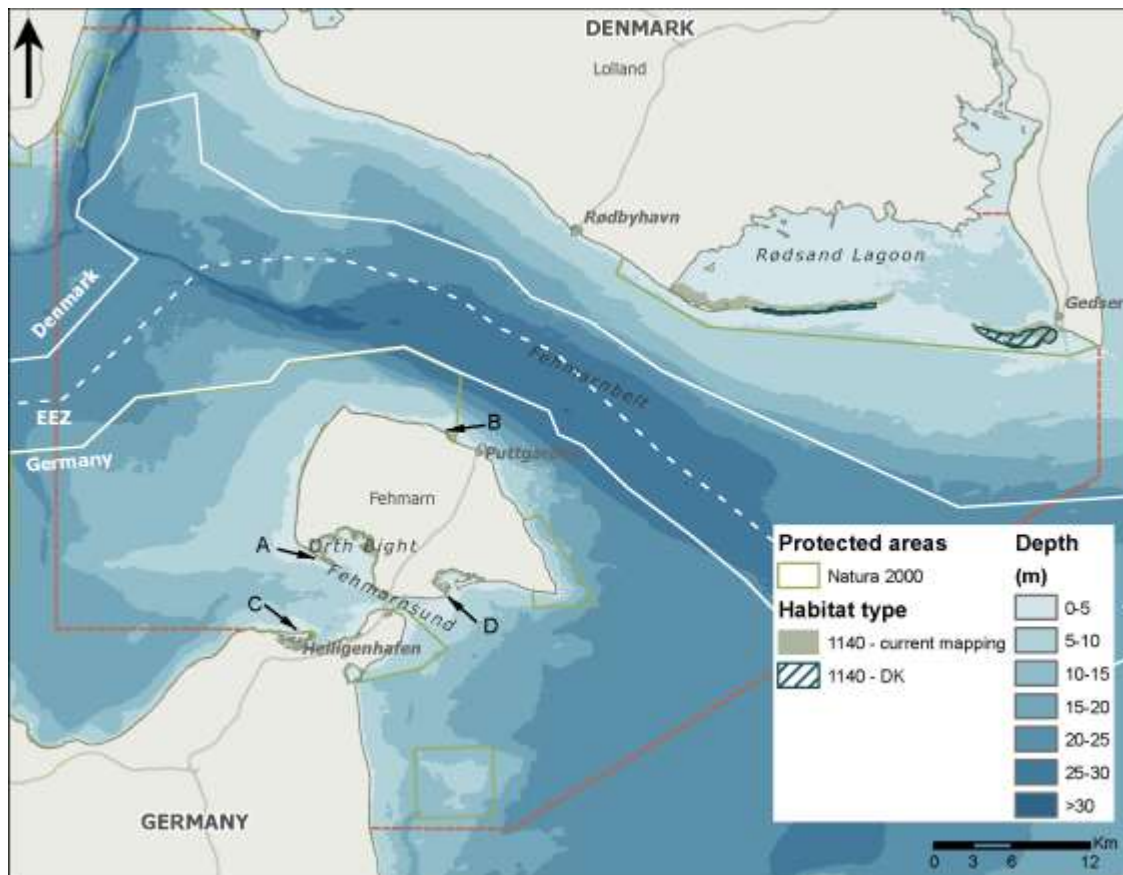 DENMARK
Lolland
Rødbyhavn
Rødsand Lagoon
Gedser
Denmark
Fehmarnbelt
EEZ
B
Germany
Puttgarden
Fehmarn
A
Orth Bight
Fehmarnsund
C
D
Heiligenhafen
GERMANY
Protected areas
Natura 2000
Habitat type
1140 - current mapping
1140 - DK
Depth
(m)
0-5
5-10
10-15
15-20
20-25
25-30
>30
Km
0 3 6 12